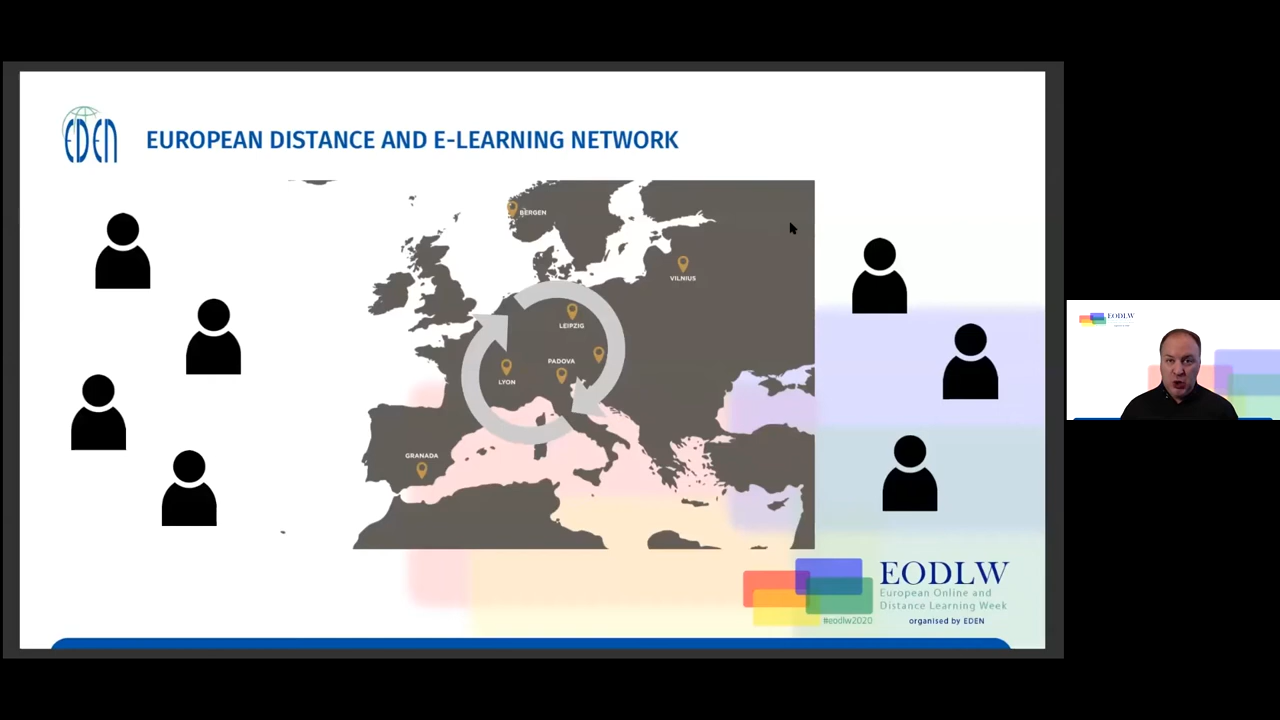 EDEN
EUROPEAN DISTANCE AND E-LEARNING NETWORK
BERGEN
VILNIUS
LEIPZIG
PADOVA
LYON
GRANADA
EODLW
European Online and
Distance Learning Week
#eodlw2020
organised by EDEN
EODLW